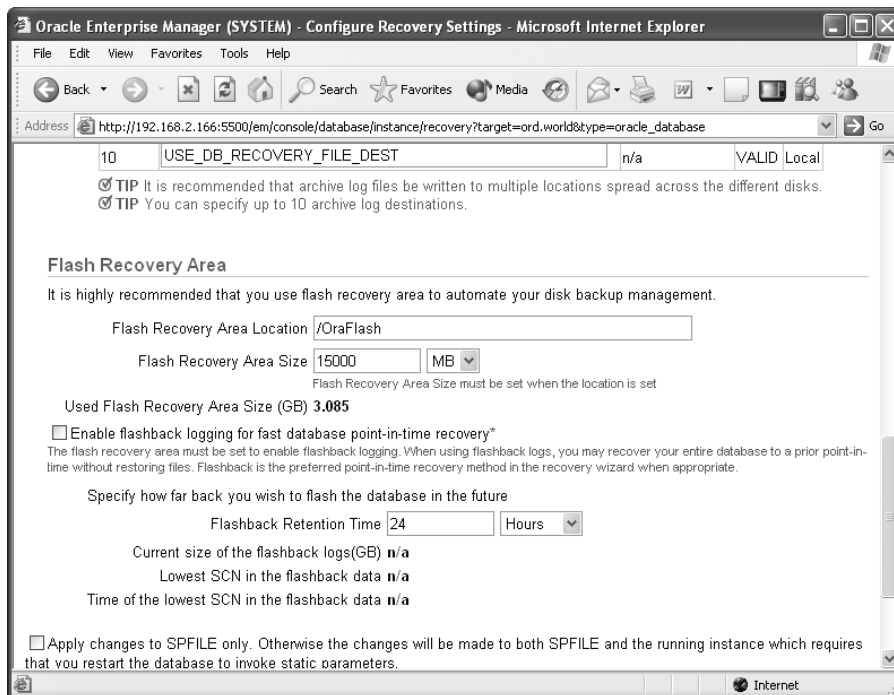 Oracle Enterprise Manager (SYSTEM) - Configure Recovery Settings - Microsoft Internet Explorer
File Edit View Favorites Tools Help
Back Search Favorites Media
Address http://192.168.2.166:5500/em/console/database/instance/recovery?target=ord.world&type=oracle_database Go
10 USE_DB_RECOVERY_FILE_DEST n/a VALID Local
TIP It is recommended that archive log files be written to multiple locations spread across the different disks.
TIP You can specify up to 10 archive log destinations.
Flash Recovery Area
It is highly recommended that you use flash recovery area to automate your disk backup management.
Flash Recovery Area Location /OraFlash
Flash Recovery Area Size 15000 MB
Flash Recovery Area Size must be set when the location is set
Used Flash Recovery Area Size (GB) 3.085
Enable flashback logging for fast database point-in-time recovery*
The flash recovery area must be set to enable flashback logging. When using flashback logs, you may recover your entire database to a prior point-in-
time without restoring files. Flashback is the preferred point-in-time recovery method in the recovery wizard when appropriate.
Specify how far back you wish to flash the database in the future
Flashback Retention Time 24 Hours
Current size of the flashback logs(GB) n/a
Lowest SCN in the flashback data n/a
Time of the lowest SCN in the flashback data n/a
Apply changes to SPFILE only. Otherwise the changes will be made to both SPFILE and the running instance which requires
that you restart the database to invoke static parameters.
Internet